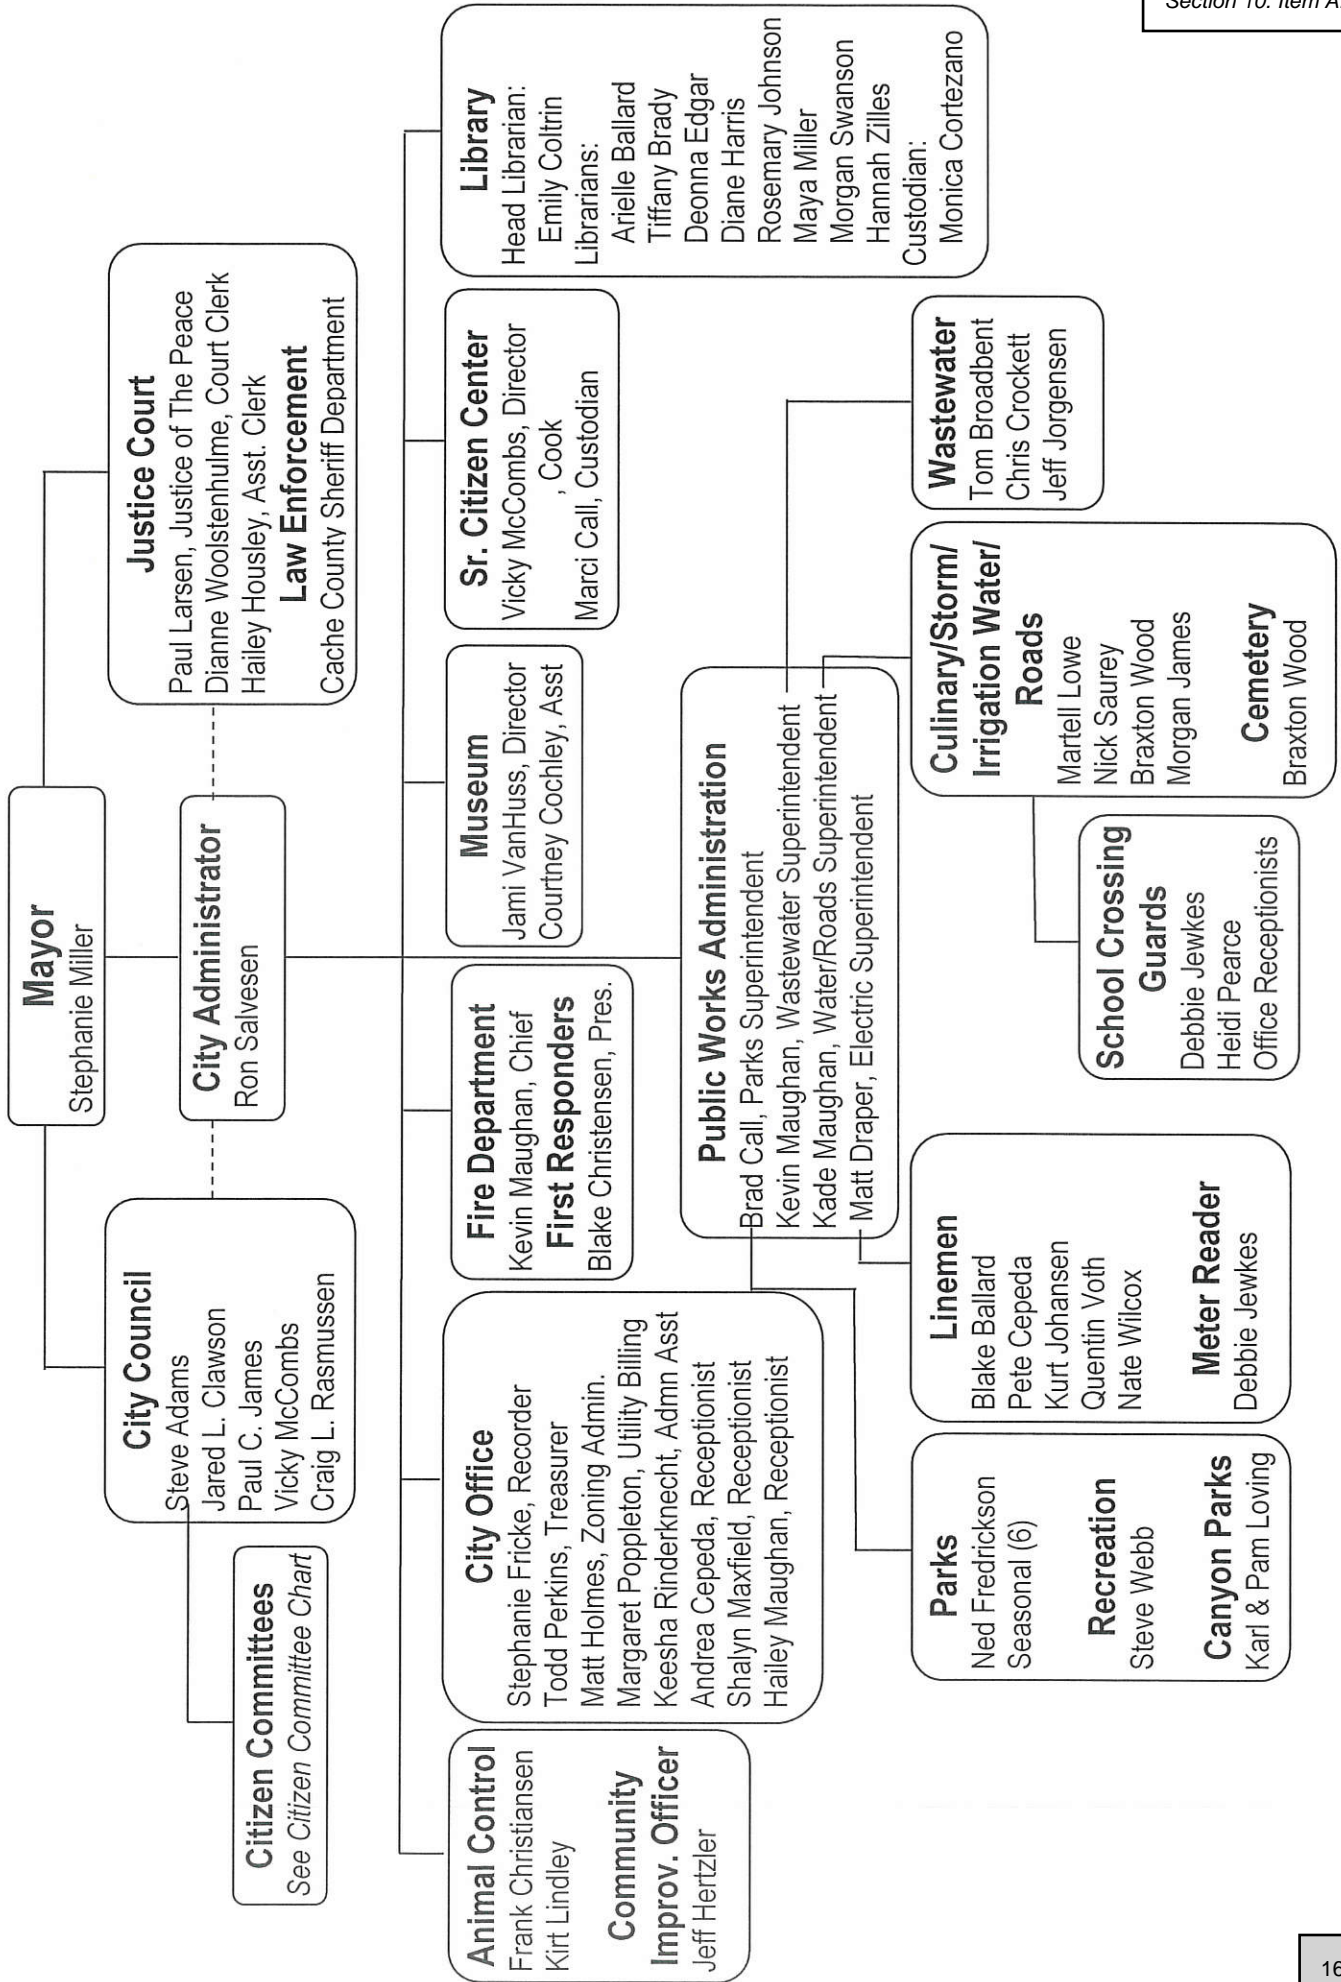 Section 10. Item A.
Mayor
Stephanie Miller
City Council
Steve Adams
Jared L. Clawson
Paul C. James
Vicky McCombs
Craig L. Rasmussen
City Administrator
Ron Salvesen
Justice Court
Paul Larsen, Justice of The Peace
Dianne Woolstenhulme, Court Clerk
Hailey Housley, Asst. Clerk
Law Enforcement
Cache County Sheriff Department
Citizen Committees
See Citizen Committee Chart
Animal Control
Frank Christiansen
Kirt Lindley
Community
Improv. Officer
Jeff Hertzler
City Office
Stephanie Fricke, Recorder
Todd Perkins, Treasurer
Matt Holmes, Zoning Admin.
Margaret Poppleton, Utility Billing
Keesha Rinderknecht, Admn Asst
Andrea Cepeda, Receptionist
Shalyn Maxfield, Receptionist
Hailey Maughan, Receptionist
Fire Department
Kevin Maughan, Chief
First Responders
Blake Christensen, Pres.
Museum
Jami VanHuss, Director
Courtney Cochley, Asst
Sr. Citizen Center
Vicky McCombs, Director
, Cook
Marci Call, Custodian
Library
Head Librarian:
Emily Coltrin
Librarians:
Arielle Ballard
Tiffany Brady
Deonna Edgar
Diane Harris
Rosemary Johnson
Maya Miller
Morgan Swanson
Hannah Zilles
Custodian:
Monica Cortezano
Public Works Administration
Brad Call, Parks Superintendent
Kevin Maughan, Wastewater Superintendent
Kade Maughan, Water/Roads Superintendent
Matt Draper, Electric Superintendent
Parks
Ned Fredrickson
Seasonal (6)
Recreation
Steve Webb
Canyon Parks
Karl & Pam Loving
Linemen
Blake Ballard
Pete Cepeda
Kurt Johansen
Quentin Voth
Nate Wilcox
Meter Reader
Debbie Jewkes
School Crossing
Guards
Debbie Jewkes
Heidi Pearce
Office Receptionists
Culinary/Storm/
Irrigation Water/
Roads
Martell Lowe
Nick Saurey
Braxton Wood
Morgan James
Cemetery
Braxton Wood
Wastewater
Tom Broadbent
Chris Crockett
Jeff Jorgensen
16